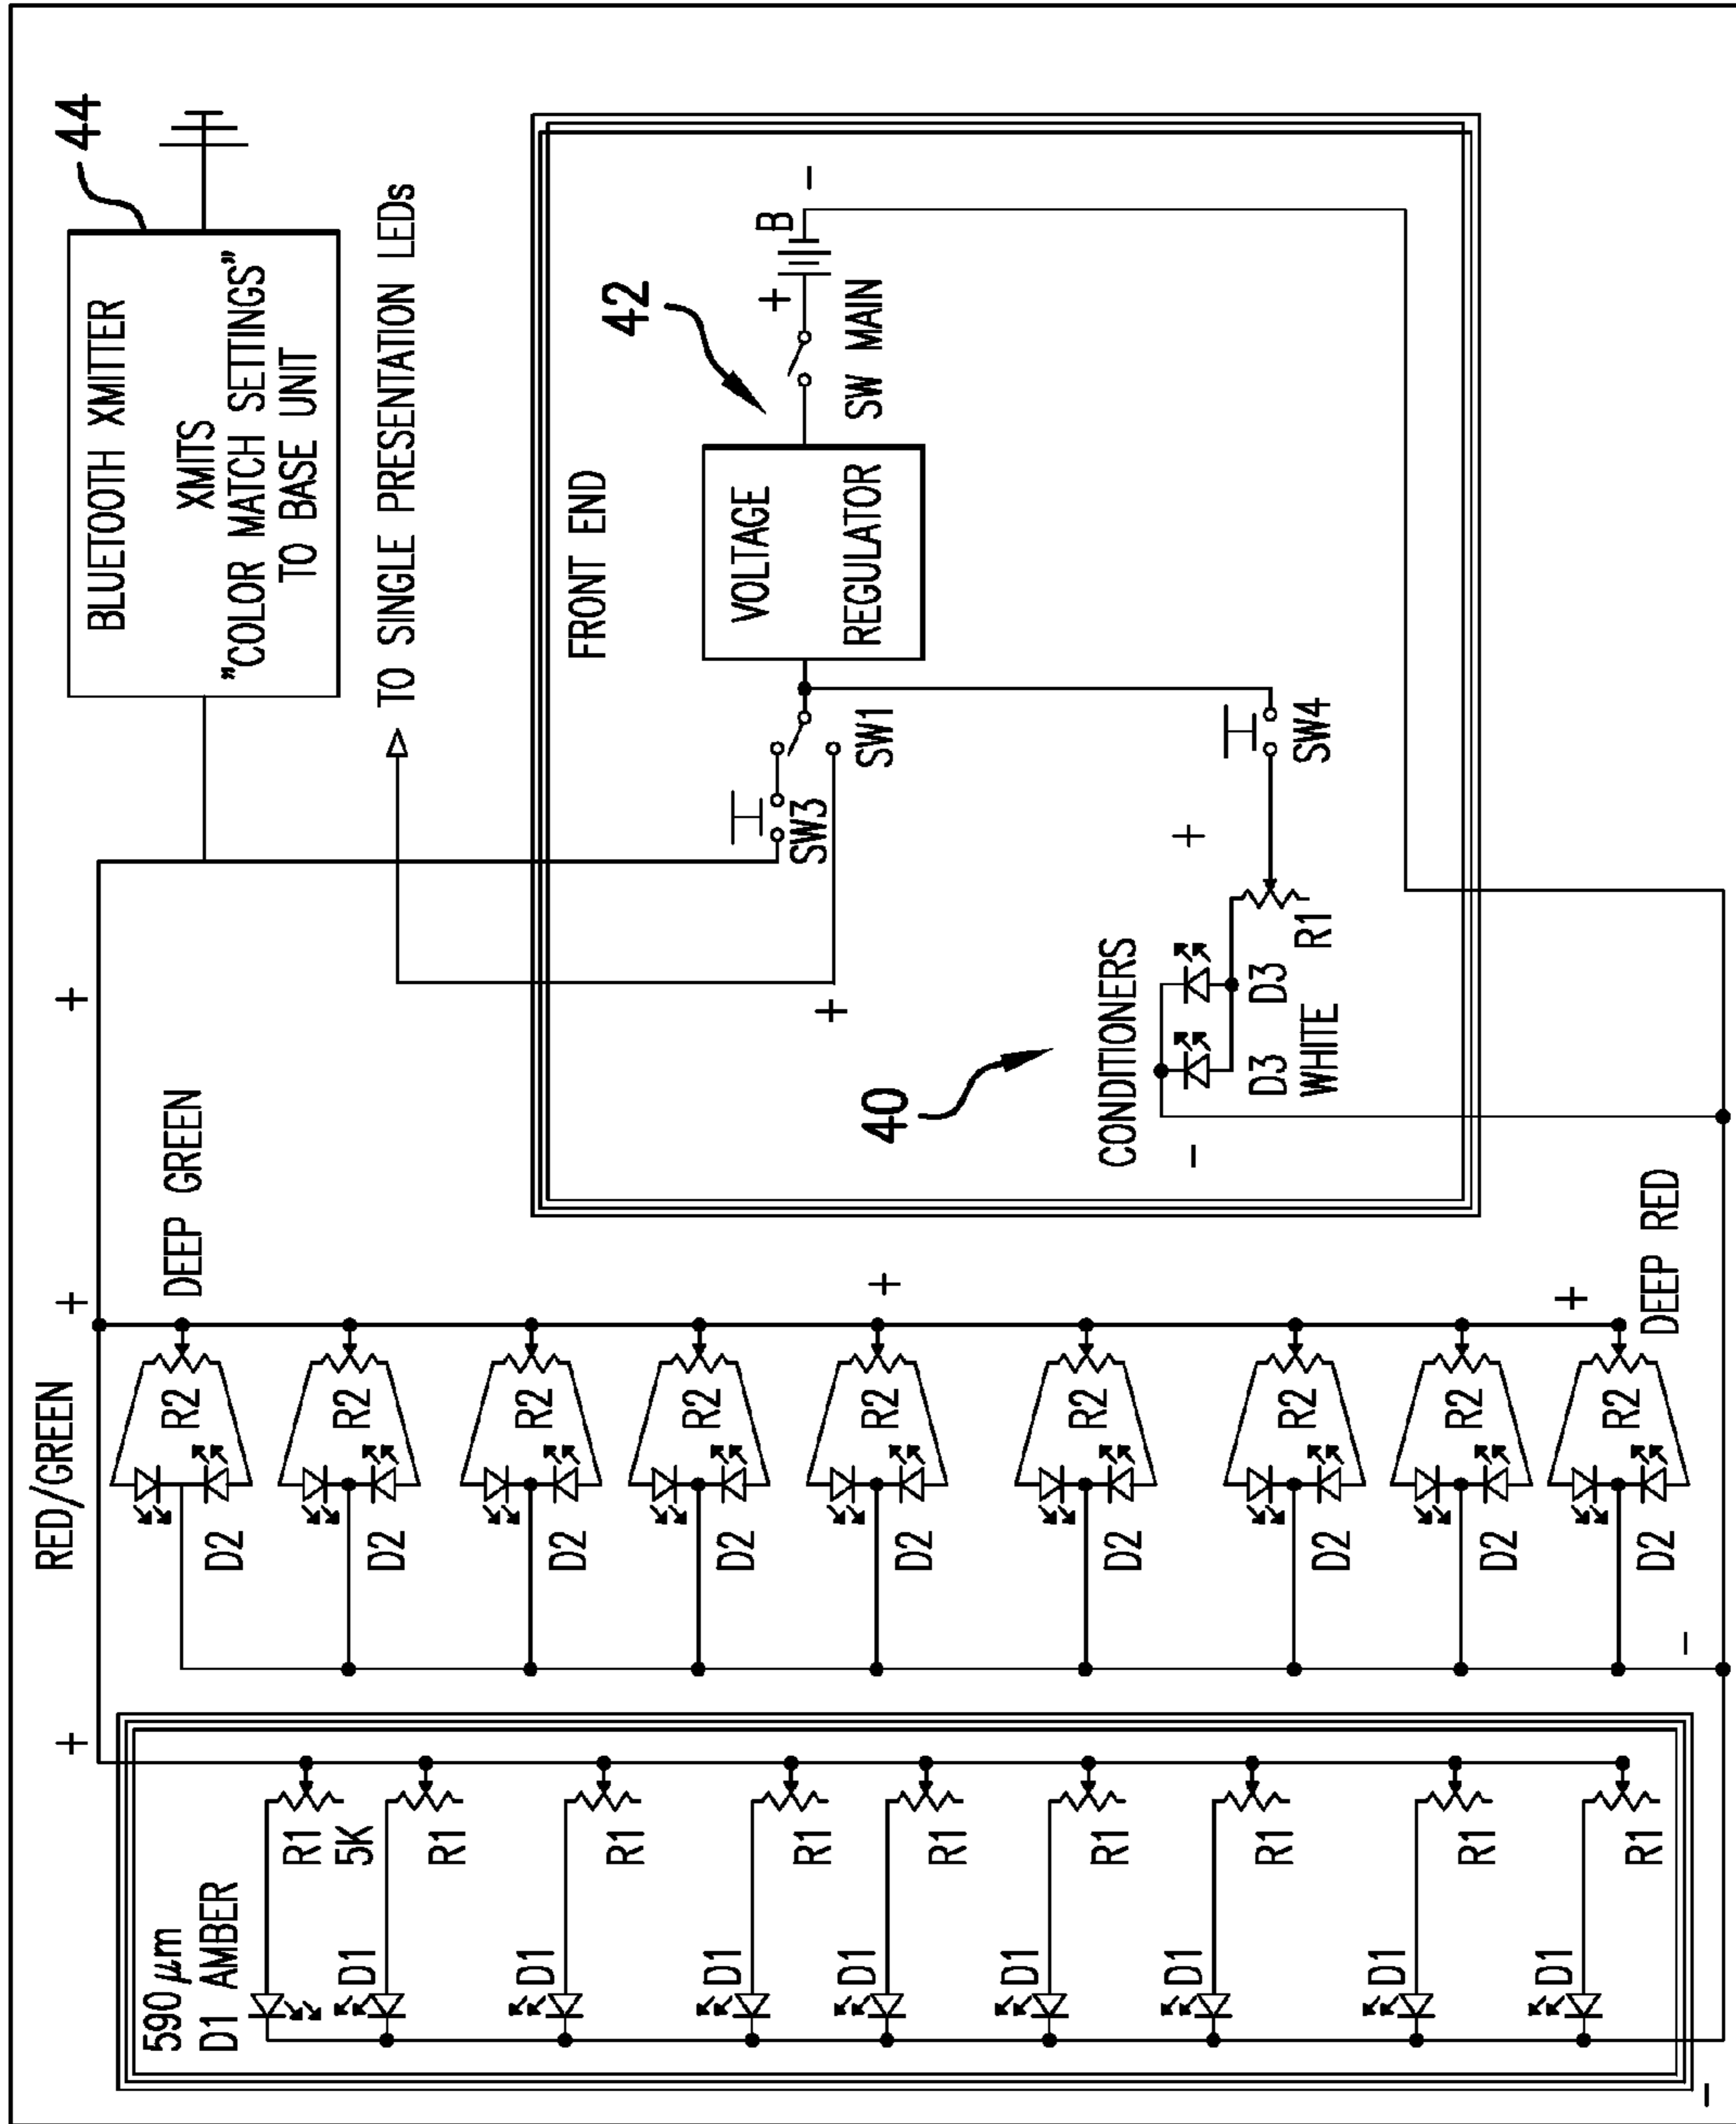 590 μm
D1 AMBER
R1
5K
D1
R1
D1
R1
D1
R1
D1
R1
D1
R1
D1
R1
D1
R1
D1
R1
+
−
RED/GREEN
+
DEEP GREEN
D2 R2
D2 R2
D2 R2
D2 R2
D2 R2
+
D2 R2
D2 R2
D2 R2
D2 R2
+
−
DEEP RED
+
BLUETOOTH XMITTER
XMITS
"COLOR MATCH SETTINGS"
TO BASE UNIT
44
TO SINGLE PRESENTATION LEDs
FRONT END
42
VOLTAGE
REGULATOR
SW MAIN
+
B
−
SW3
SW1
+
40
CONDITIONERS
−
+
D3 D3
WHITE
R1
SW4